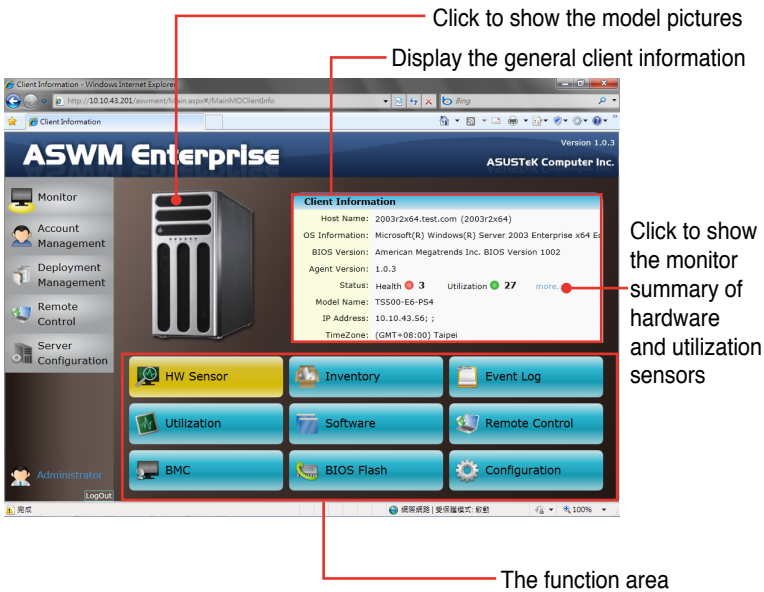 Click to show the model pictures
Display the general client information
Client Information - Windows Internet Explorer
http://10.10.43.201/aswment/Main.aspx#/MainMOClientInfo
Bing
Client Information
Version 1.0.3
ASWM Enterprise
ASUSTeK Computer Inc.
Monitor
Account
Management
Deployment
Management
Remote
Control
Server
Configuration
Administrator
LogOut
Client Information
Host Name: 2003r2x64.test.com (2003r2x64)
OS Information: Microsoft(R) Windows(R) Server 2003 Enterprise x64 Ed
BIOS Version: American Megatrends Inc. BIOS Version 1002
Agent Version: 1.0.3
Status: Health 3 Utilization 27 more.
Model Name: TS500-E6-PS4
IP Address: 10.10.43.56; ;
TimeZone: (GMT+08:00) Taipei
Click to show
the monitor
summary of
hardware
and utilization
sensors
HW Sensor
Inventory
Event Log
Utilization
Software
Remote Control
BMC
BIOS Flash
Configuration
完成
網際網路 | 受保護模式: 啟動
100%
The function area